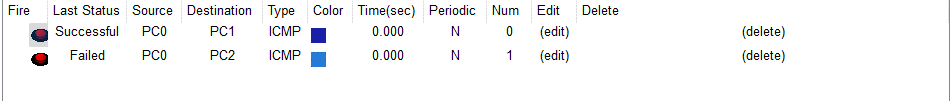 Fire Last Status Source Destination Type Color Time(sec) Periodic Num Edit Delete
Successful PC0 PC1 ICMP 0.000 N 0 (edit) (delete)
Failed PC0 PC2 ICMP 0.000 N 1 (edit) (delete)